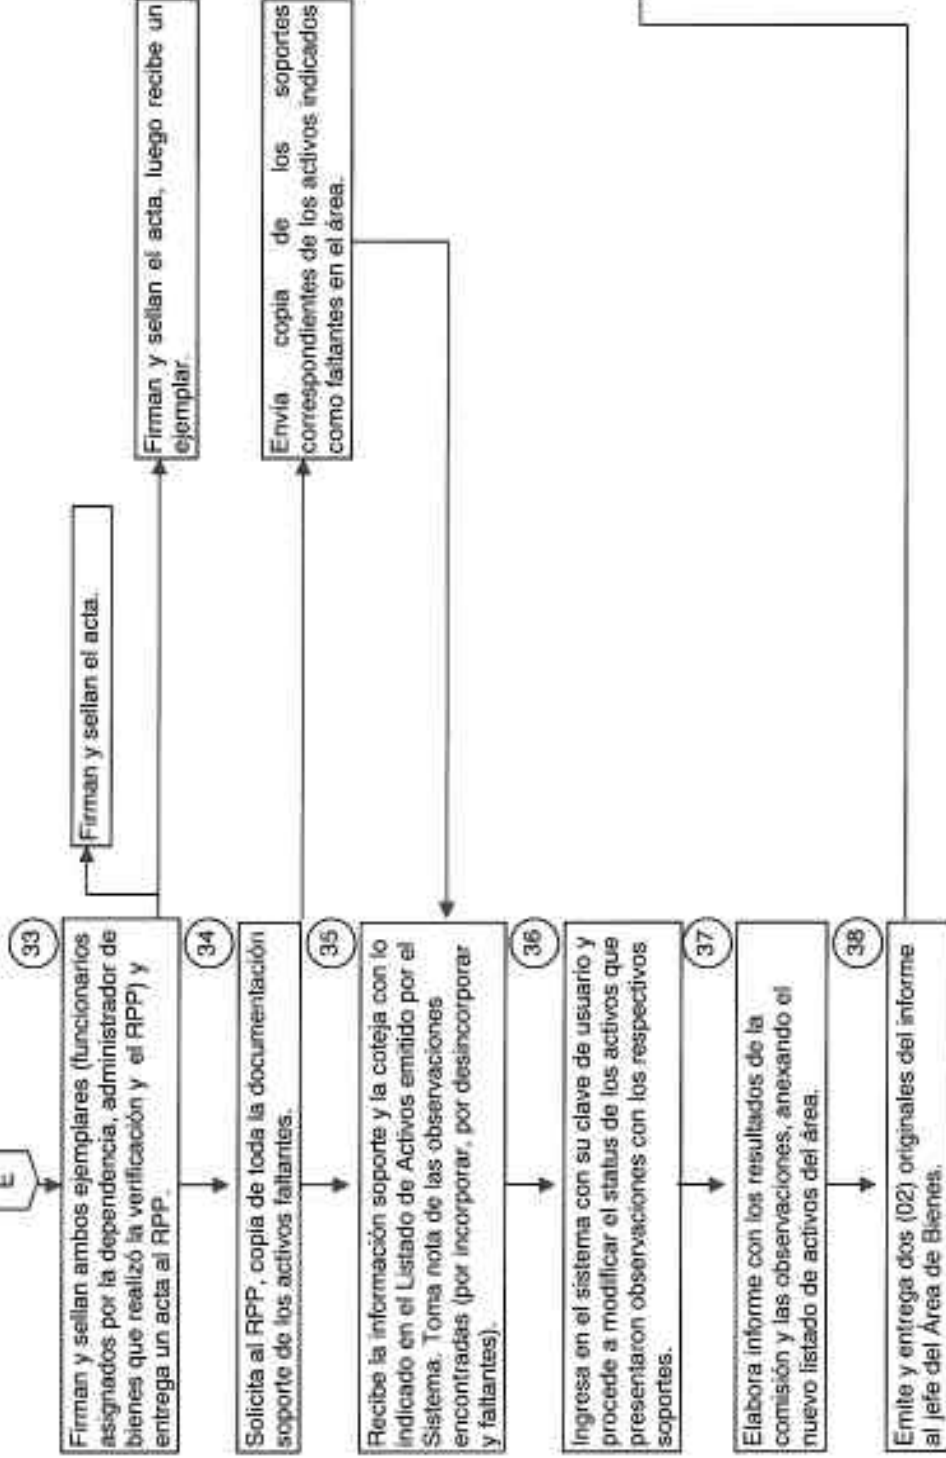 E
33
Firman y sellan ambos ejemplares (funcionarios
asignados por la dependencia, administrador de
bienes que realizó la verificación y el RPP) y
entrega un acta al RPP.
Firman y sellan el acta.
Firman y sellan el acta, luego recibe un
ejemplar.
34
Solicita al RPP, copia de toda la documentación
soporte de los activos faltantes.
Envía copia de los soportes
correspondientes de los activos indicados
como faltantes en el área.
35
Recibe la información soporte y la coteja con lo
indicado en el Listado de Activos emitido por el
Sistema. Toma nota de las observaciones
encontradas (por incorporar, por desincorporar
y faltantes).
36
Ingresa en el sistema con su clave de usuario y
procede a modificar el status de los activos que
presentaron observaciones con los respectivos
soportes.
37
Elabora informe con los resultados de la
comisión y las observaciones, anexando el
nuevo listado de activos del área.
38
Emite y entrega dos (02) originales del informe
al jefe del Área de Bienes.